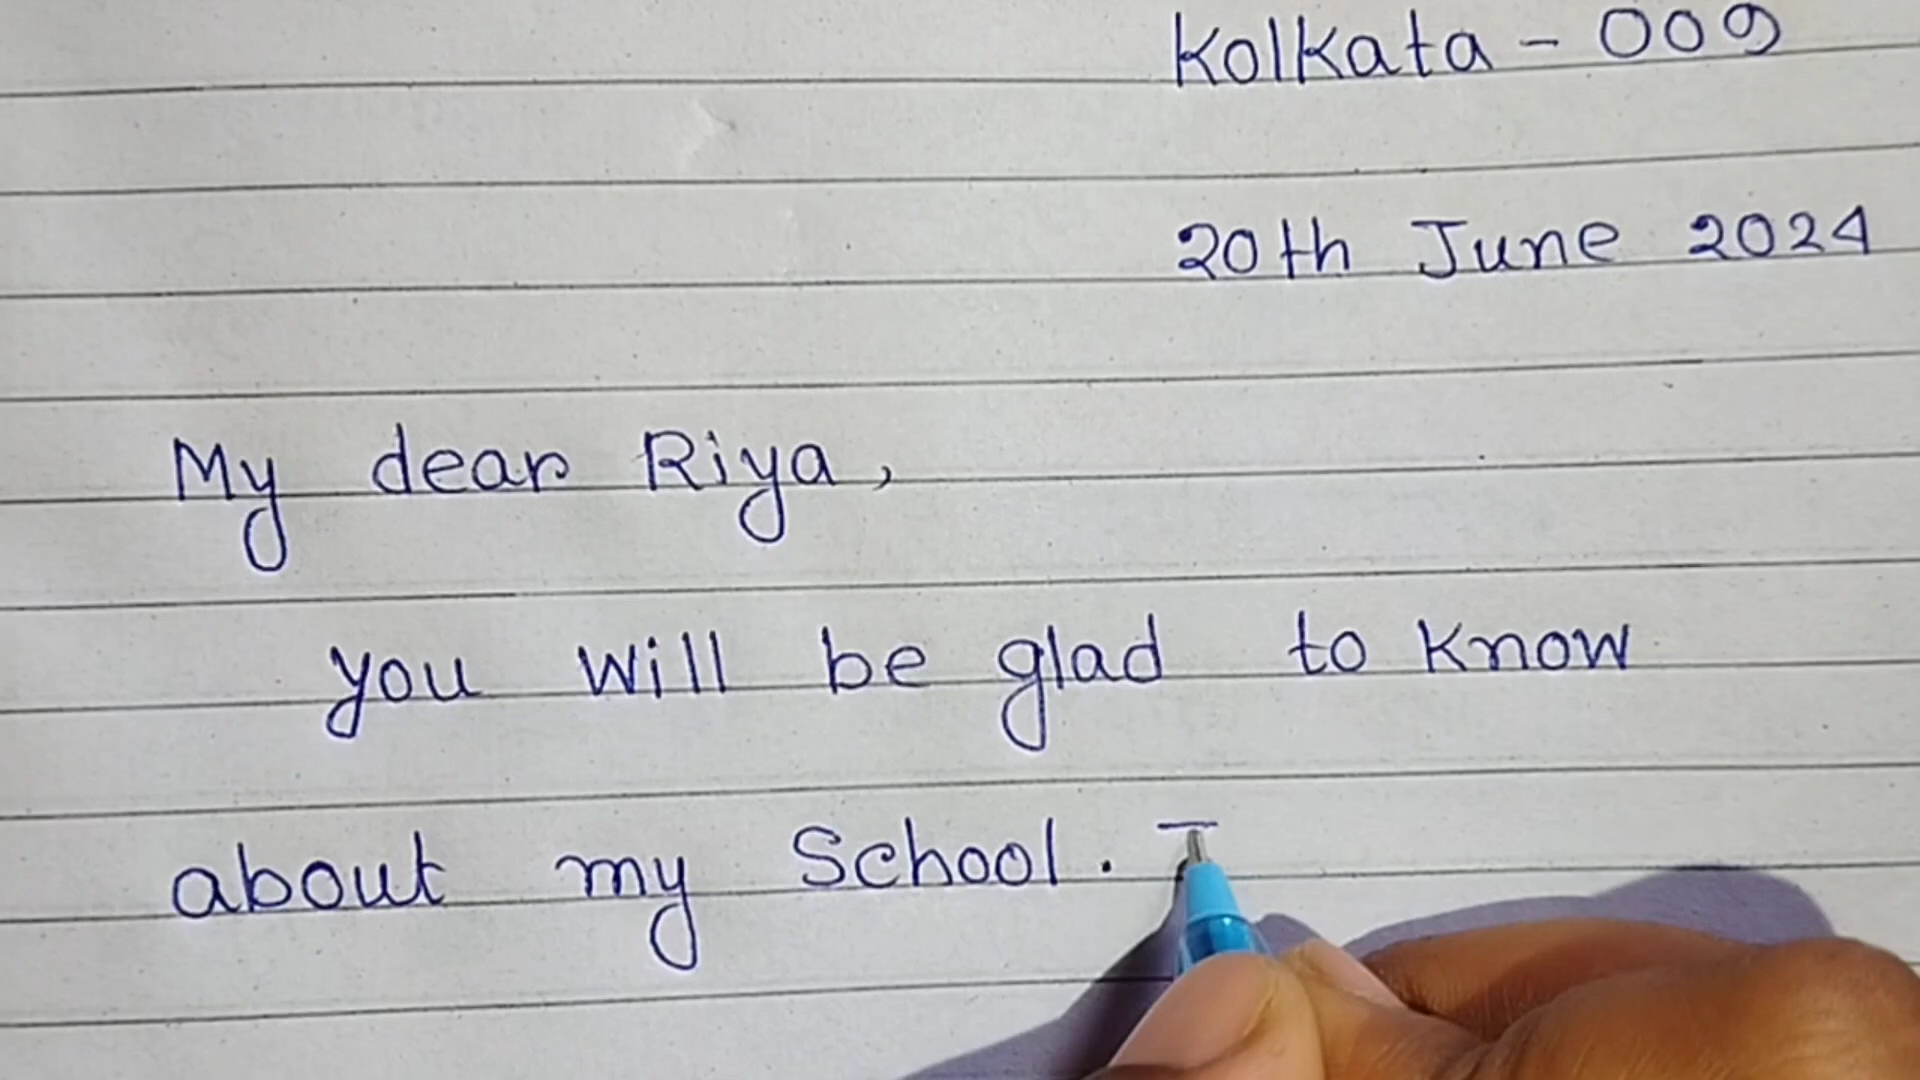 Kolkata - 009
20th June 2024
My dear Riya,
you will be glad to know
about my School.